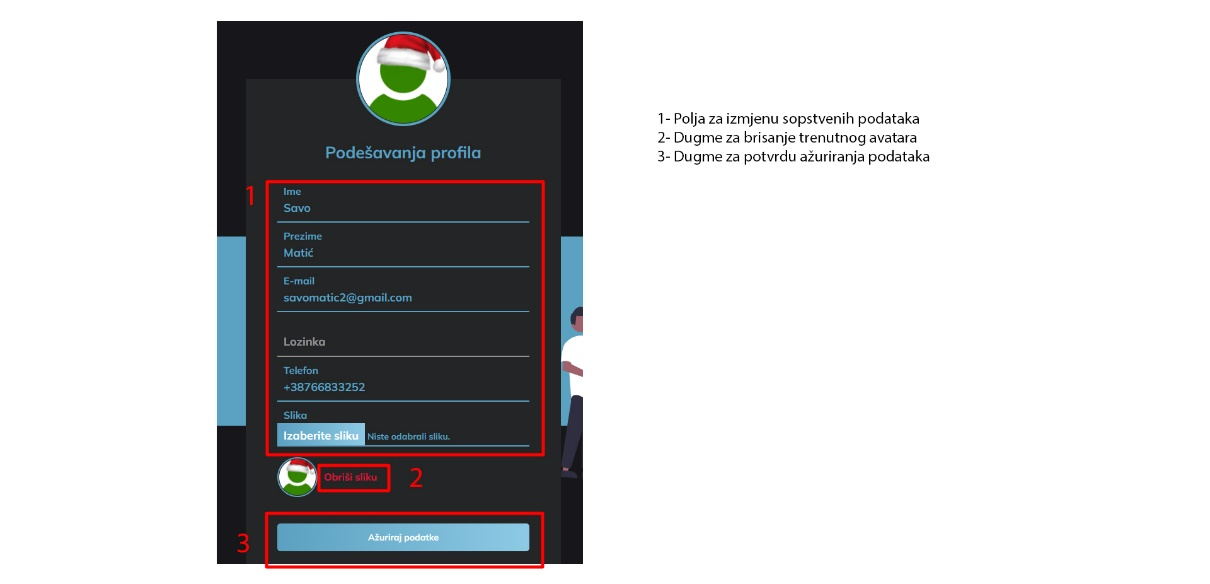 Podešavanja profila
1
Ime
Savo
Prezime
Matić
E-mail
savomatic2@gmail.com
Lozinka
Telefon
+38766833252
Slika
Izaberite sliku Niste odabrali sliku.
Obriši sliku 2
3 Ažuriraj podatke
1- Polja za izmjenu sopstvenih podataka
2- Dugme za brisanje trenutnog avatara
3- Dugme za potvrdu ažuriranja podataka